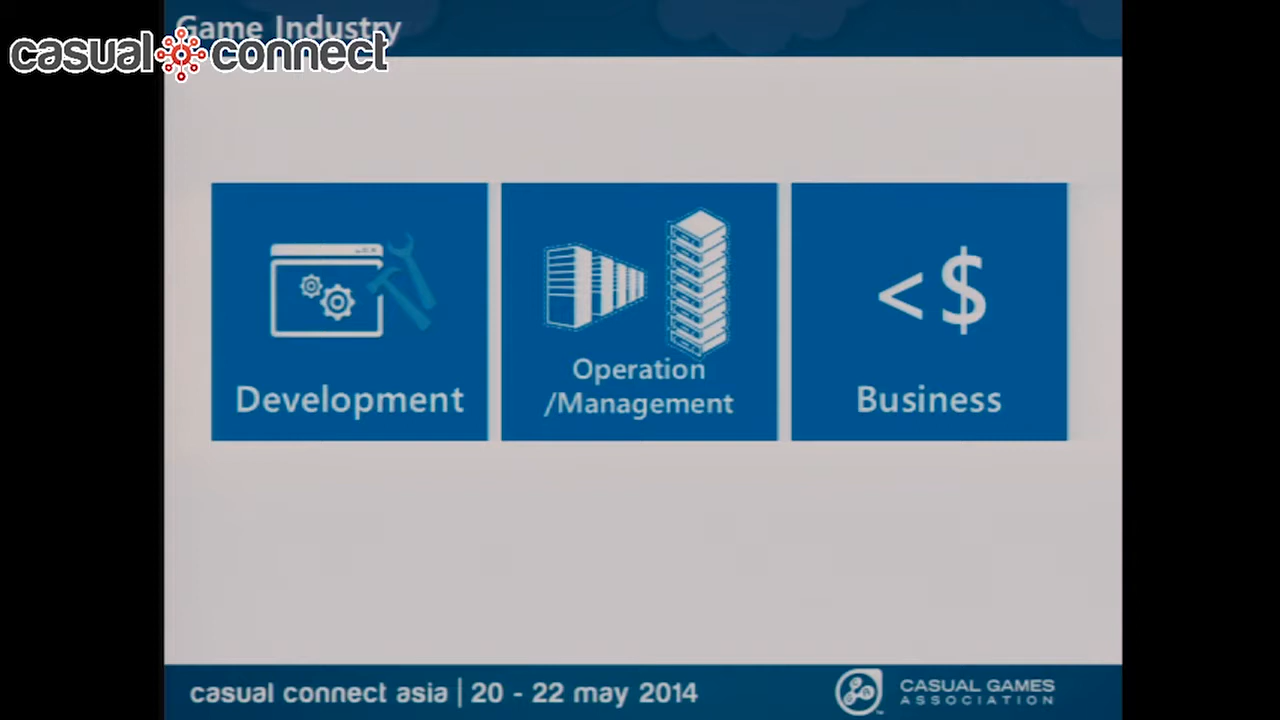 Game Industry
casual connect
Development
Operation
/Management
< $
Business
casual connect asia | 20 - 22 may 2014
CASUAL GAMES
ASSOCIATION